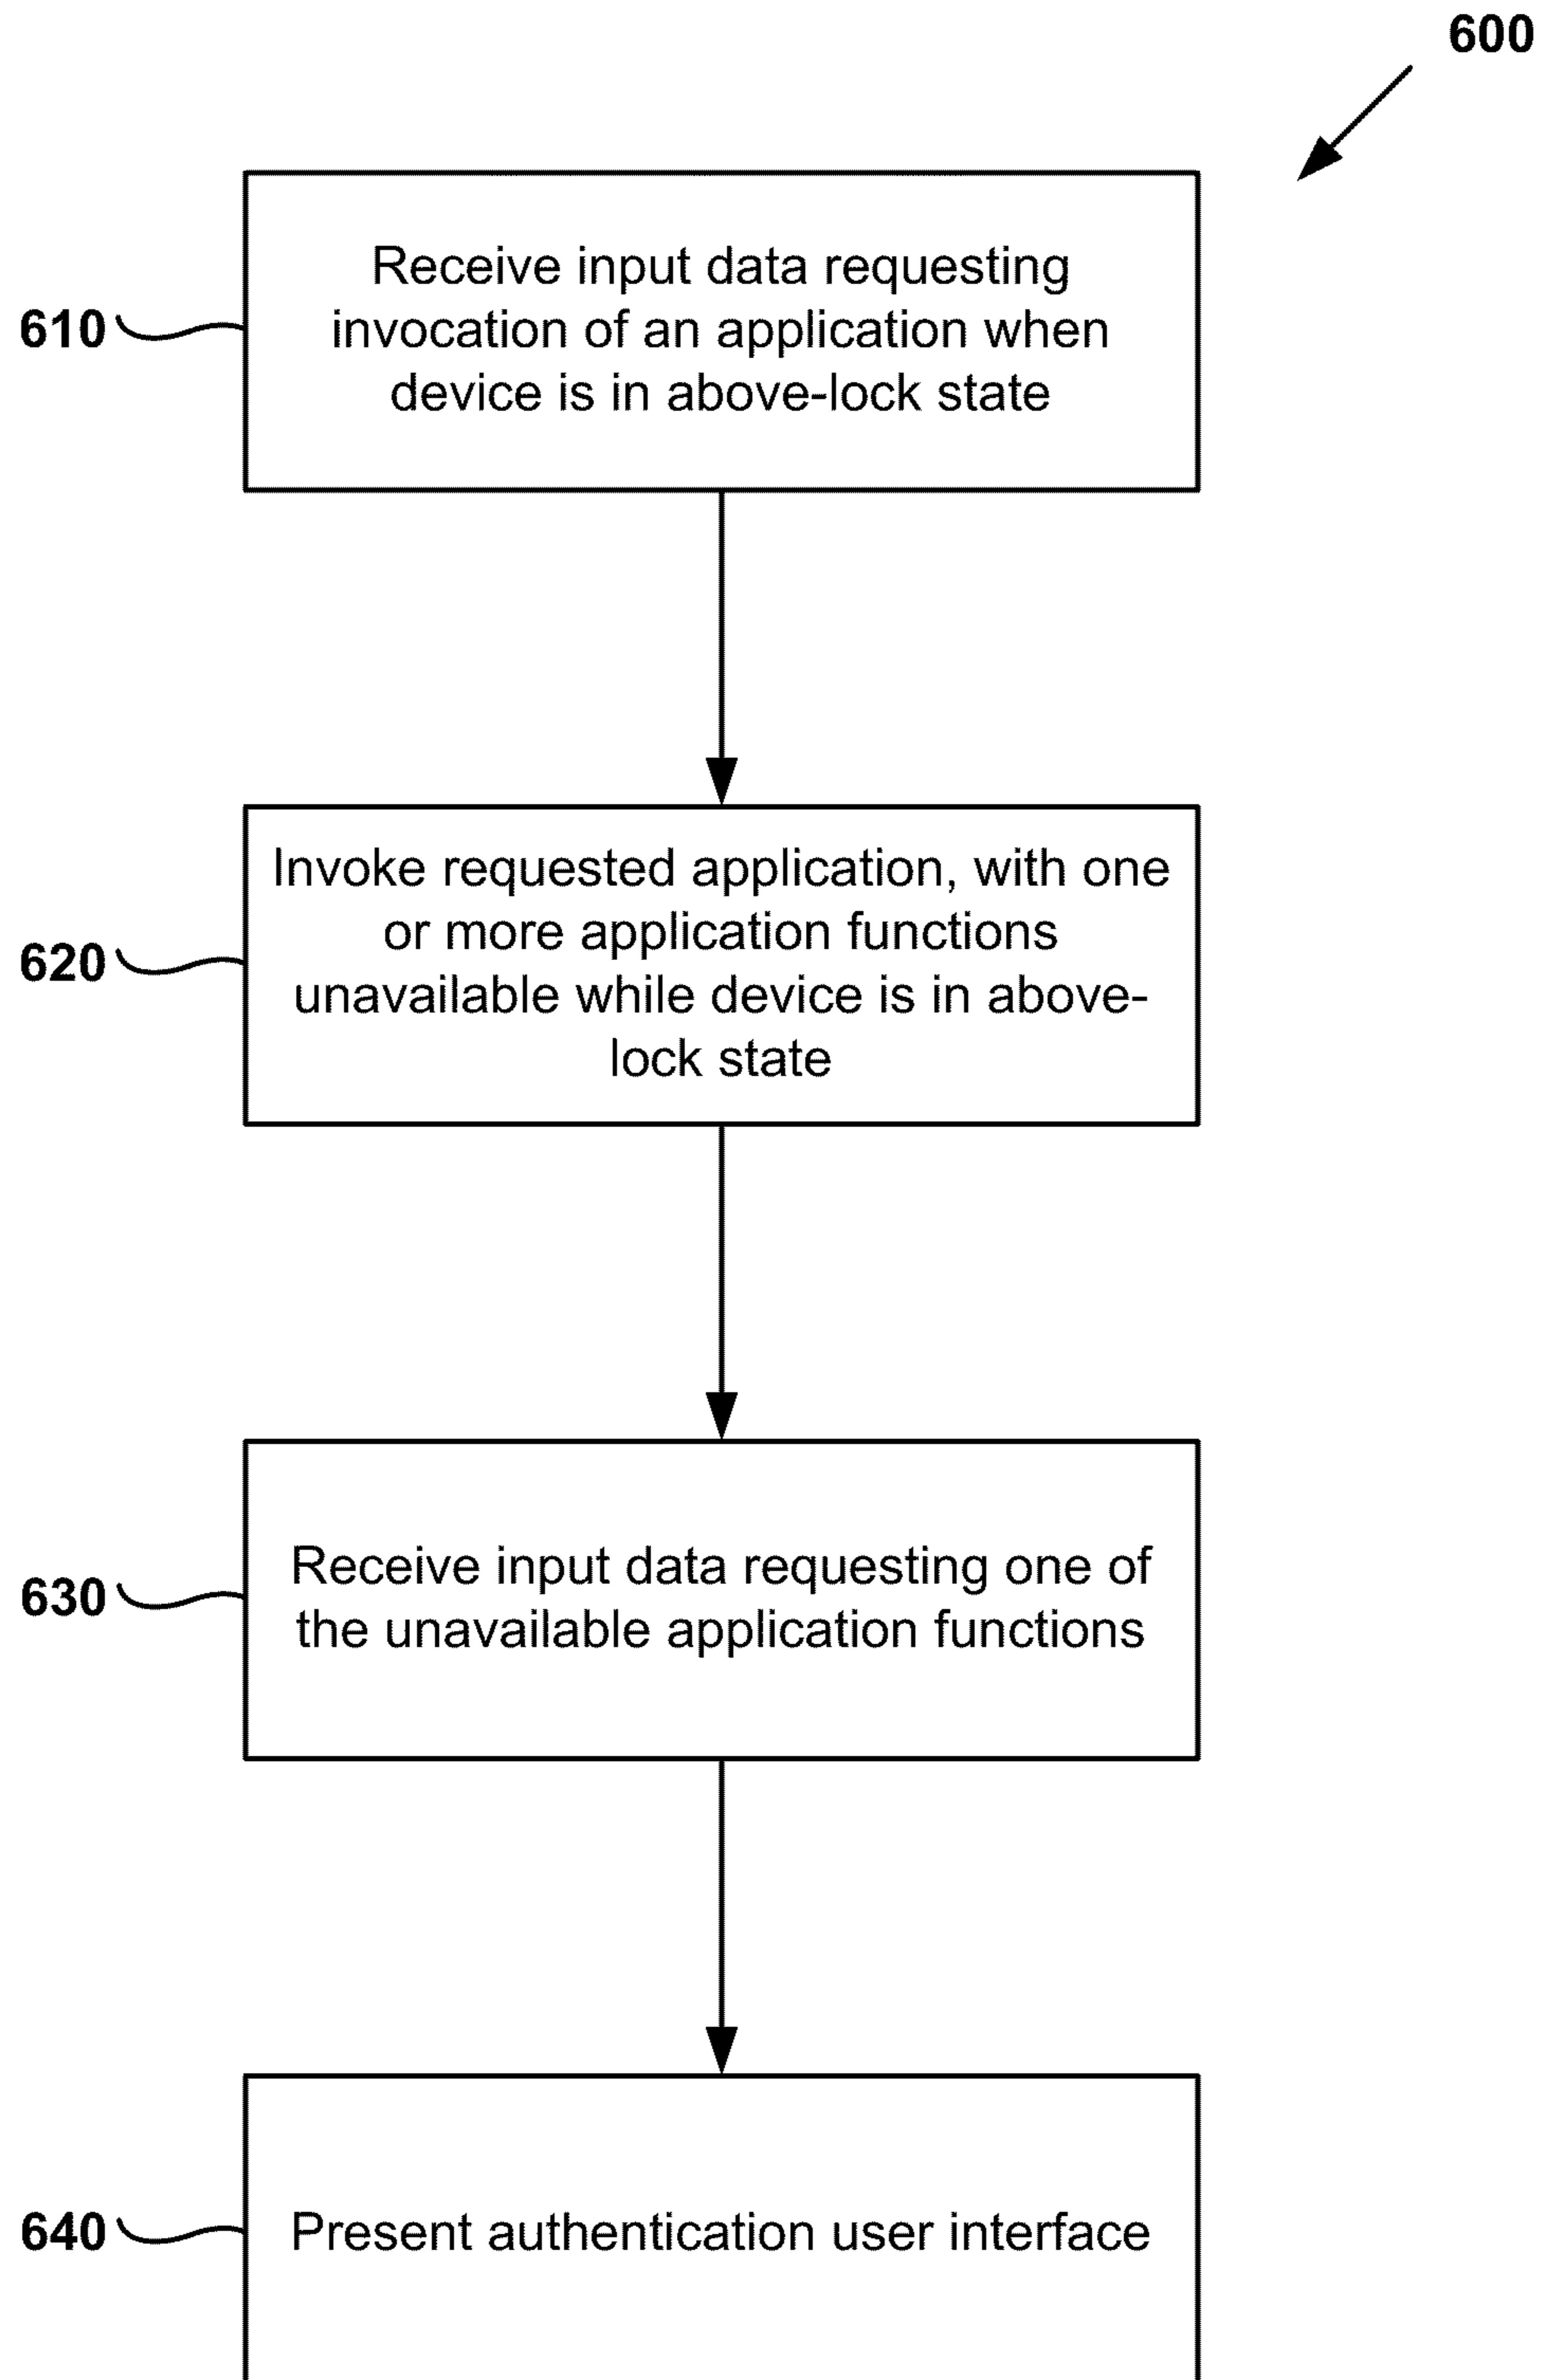 600
Receive input data requesting
invocation of an application when
device is in above-lock state
610
Invoke requested application, with one
or more application functions
unavailable while device is in above-
lock state
620
Receive input data requesting one of
the unavailable application functions
630
Present authentication user interface
640